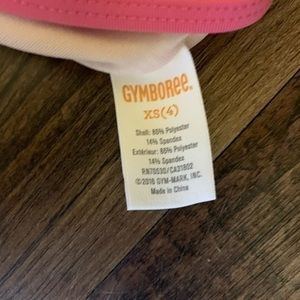 GYMBOREE
XS(4)
Shell: 86% Polyester
14% Spandex
Extérieur: 86% Polyester
14% Spandex
RN70530/CA31802
©2016 GYM-MARK, INC.
Made in China